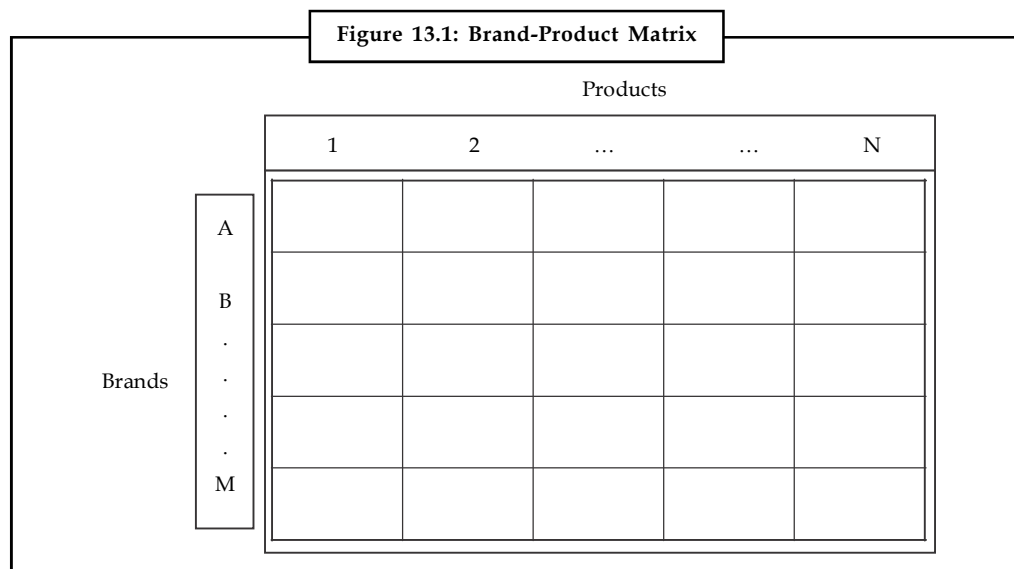 Figure 13.1: Brand-Product Matrix
Products
1 2 ... ... N
A
B
.
.
Brands
.
.
M